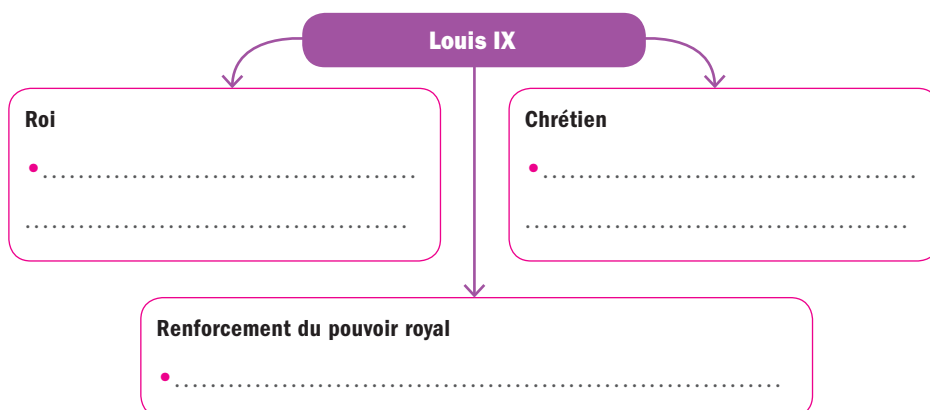 Louis IX
Roi
• ..........................................
...........................................
Chrétien
• ..........................................
...........................................
Renforcement du pouvoir royal
• ....................................................................